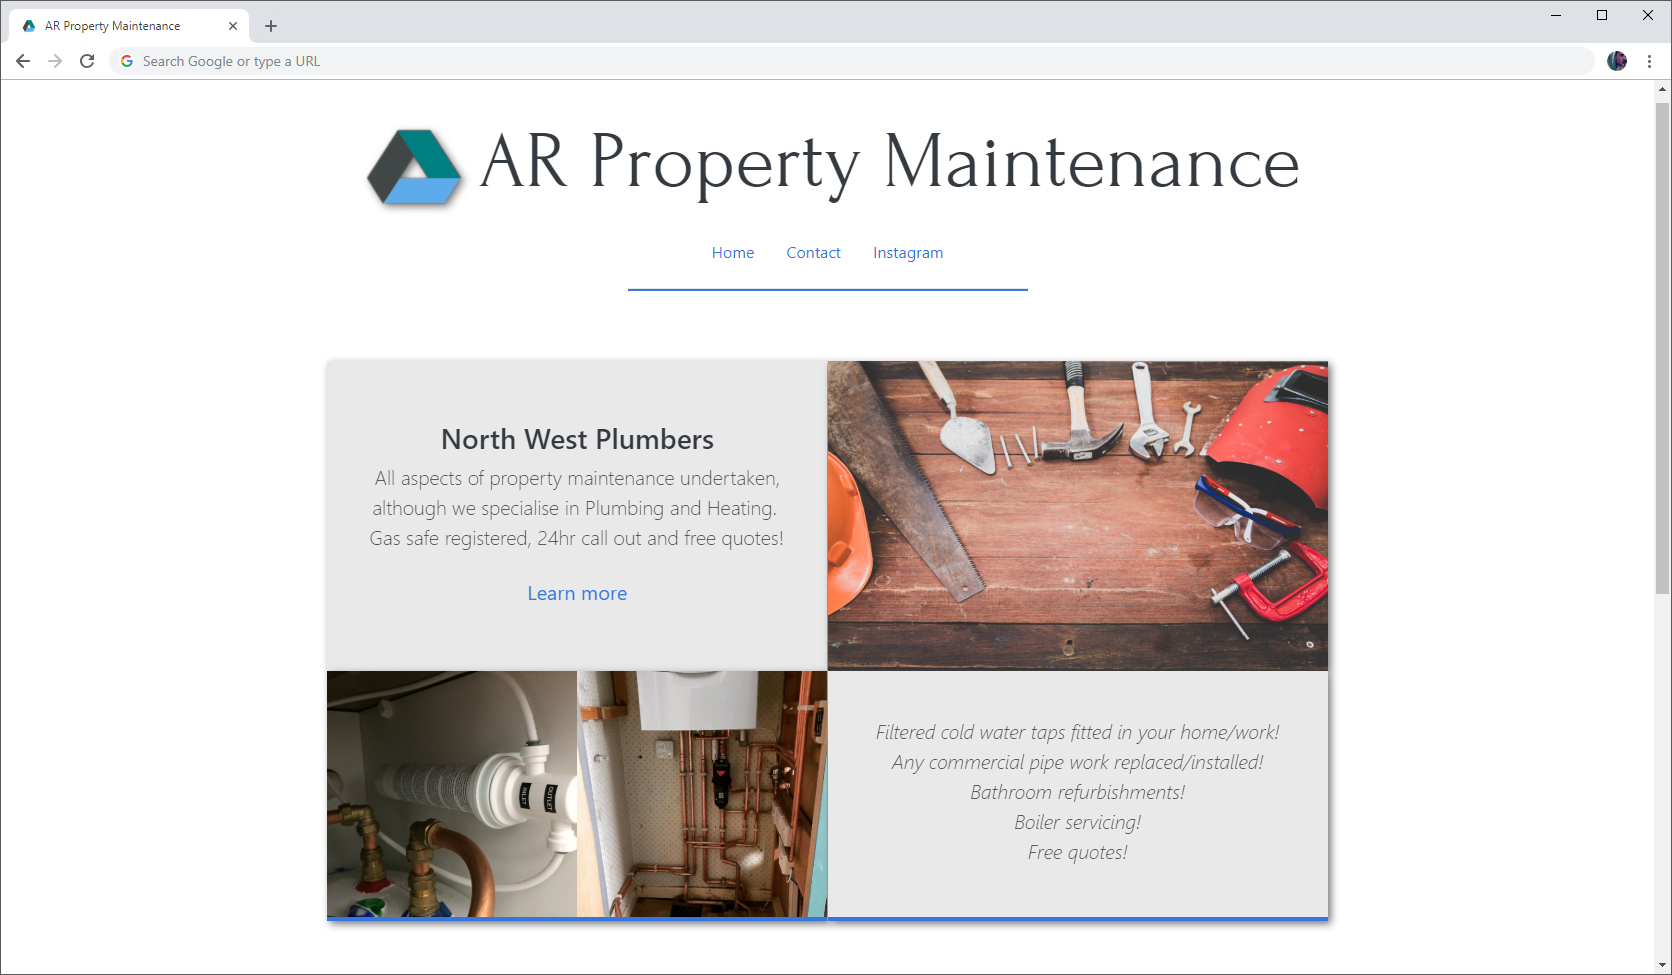 AR Property Maintenance
Search Google or type a URL
AR Property Maintenance
Home Contact Instagram
North West Plumbers
All aspects of property maintenance undertaken,
although we specialise in Plumbing and Heating.
Gas safe registered, 24hr call out and free quotes!
Learn more
INLET OUTLET
Filtered cold water taps fitted in your home/work!
Any commercial pipe work replaced/installed!
Bathroom refurbishments!
Boiler servicing!
Free quotes!